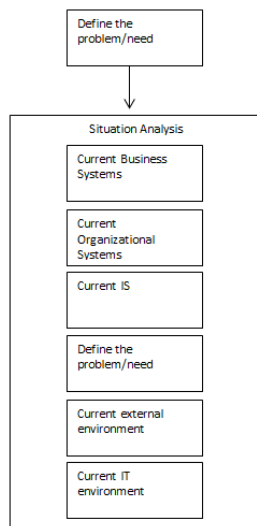 Define the
problem/need
Situation Analysis
Current Business
Systems
Current
Organizational
Systems
Current IS
Define the
problem/need
Current external
environment
Current IT
environment